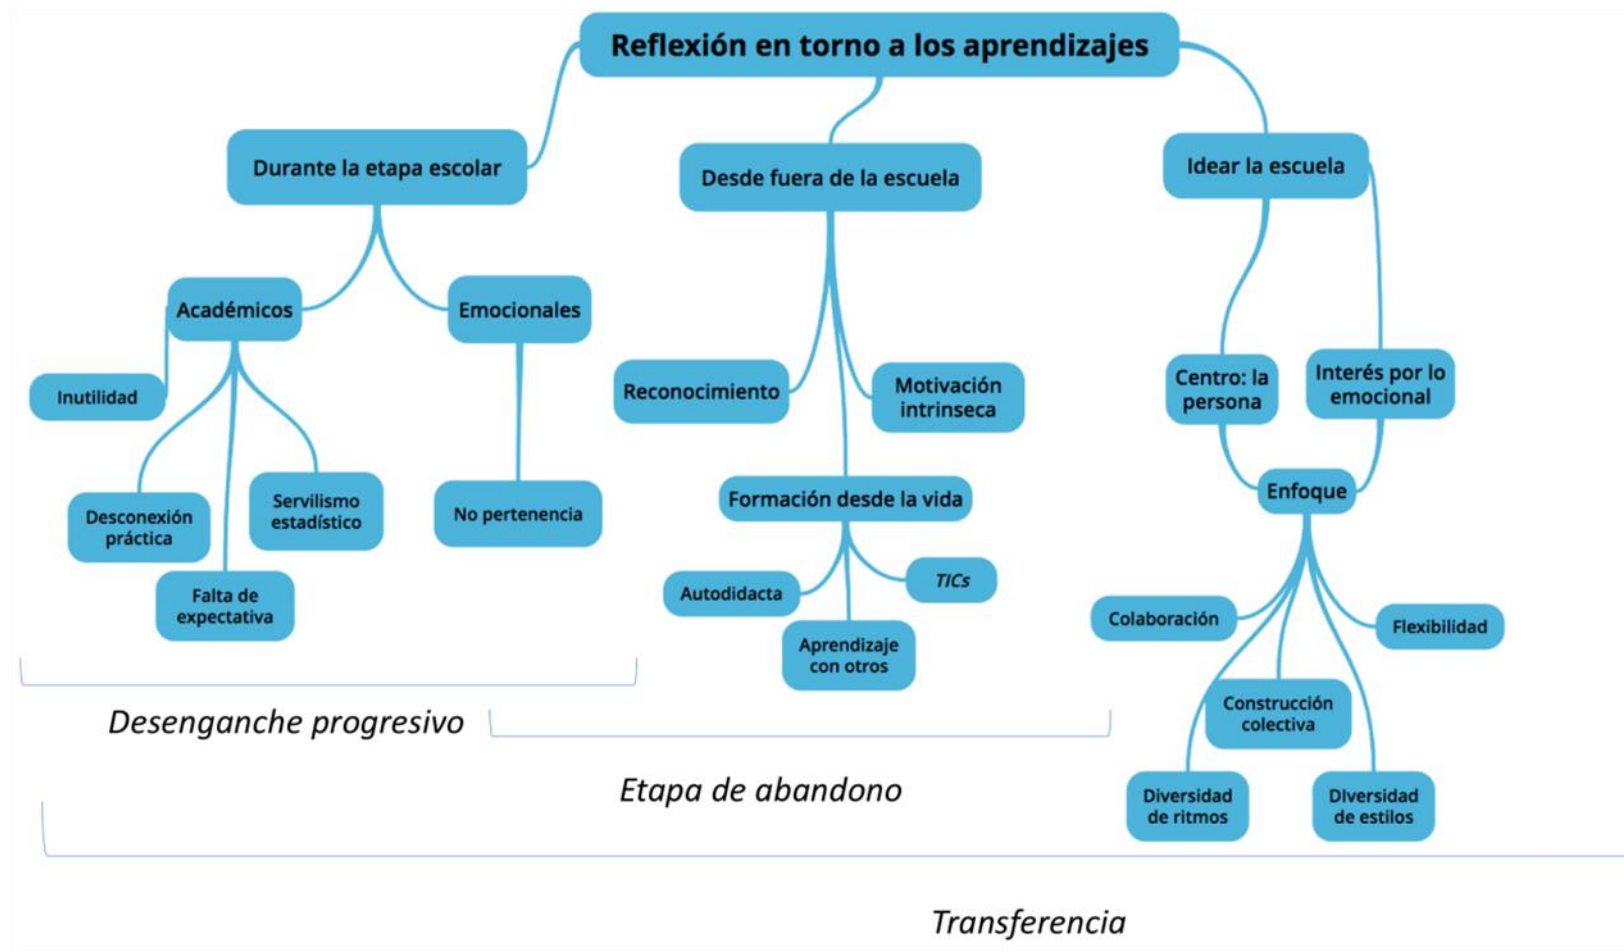 Reflexión en torno a los aprendizajes
Durante la etapa escolar
Desde fuera de la escuela
Idear la escuela
Académicos
Emocionales
Inutilidad
Desconexión
práctica
Falta de
expectativa
Servilismo
estadístico
No pertenencia
Reconocimiento
Motivación
intrinseca
Formación desde la vida
Autodidacta
TICs
Aprendizaje
con otros
Centro: la
persona
Interés por lo
emocional
Enfoque
Colaboración
Flexibilidad
Construcción
colectiva
Diversidad
de ritmos
DIversidad
de estilos
Desenganche progresivo
Etapa de abandono
Transferencia